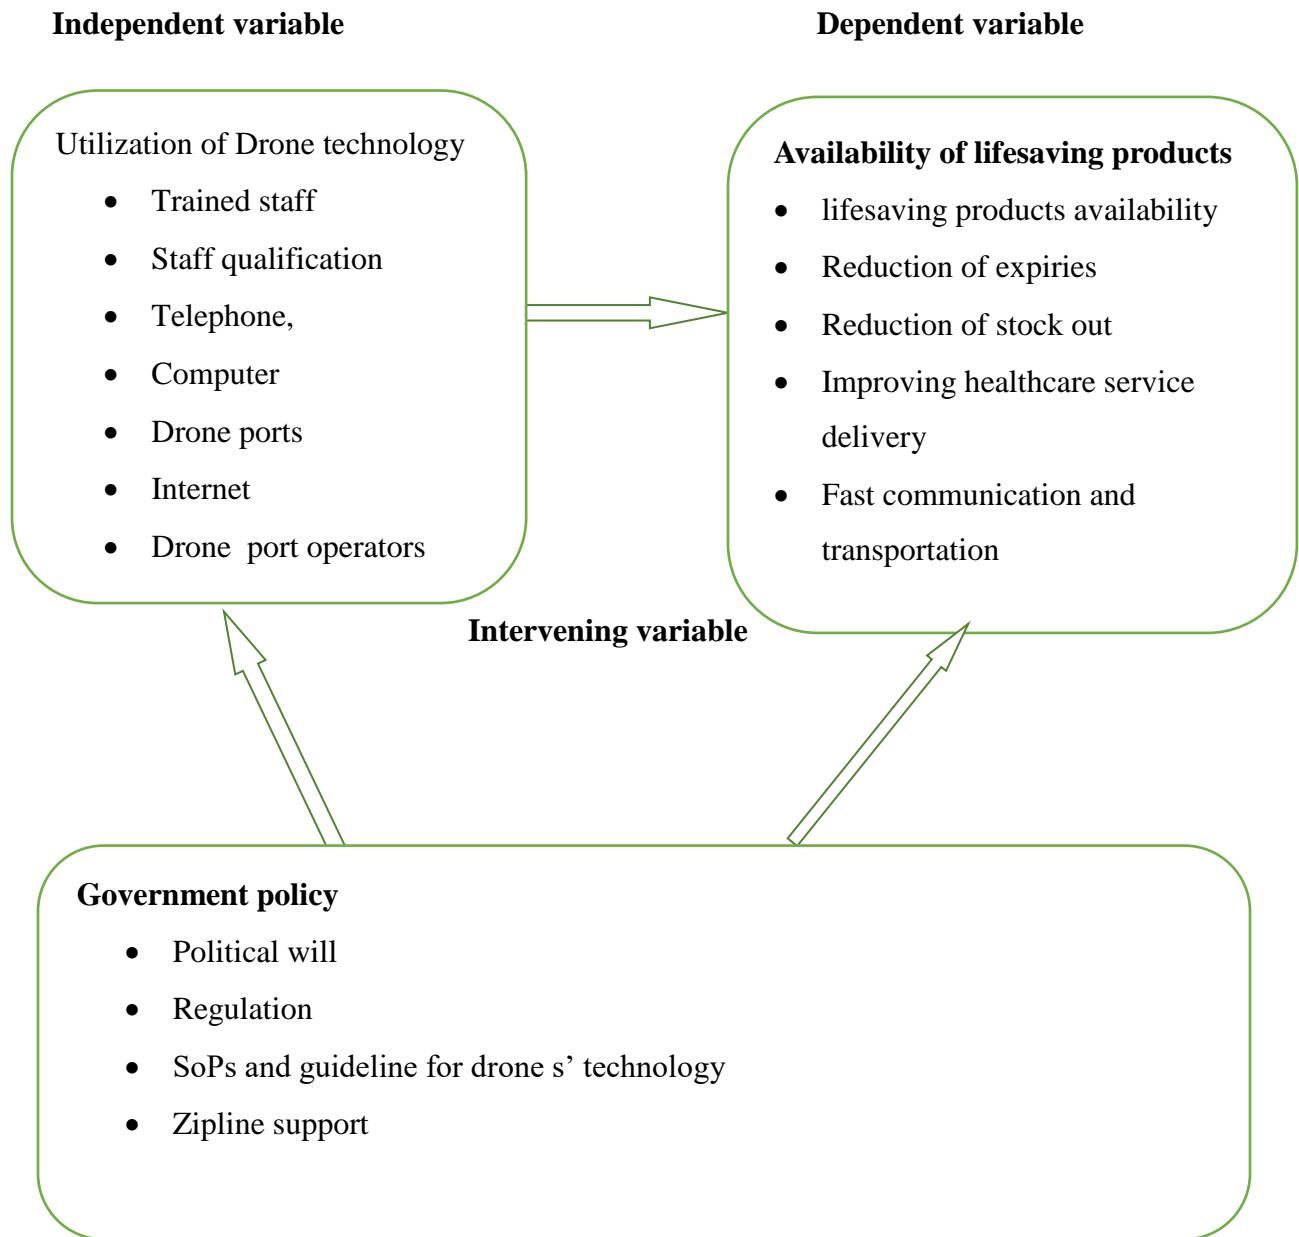 Independent variable
Dependent variable
Utilization of Drone technology
• Trained staff
• Staff qualification
• Telephone,
• Computer
• Drone ports
• Internet
• Drone port operators
Availability of lifesaving products
• lifesaving products availability
• Reduction of expiries
• Reduction of stock out
• Improving healthcare service
delivery
• Fast communication and
transportation
Intervening variable
Government policy
• Political will
• Regulation
• SoPs and guideline for drone s’ technology
• Zipline support